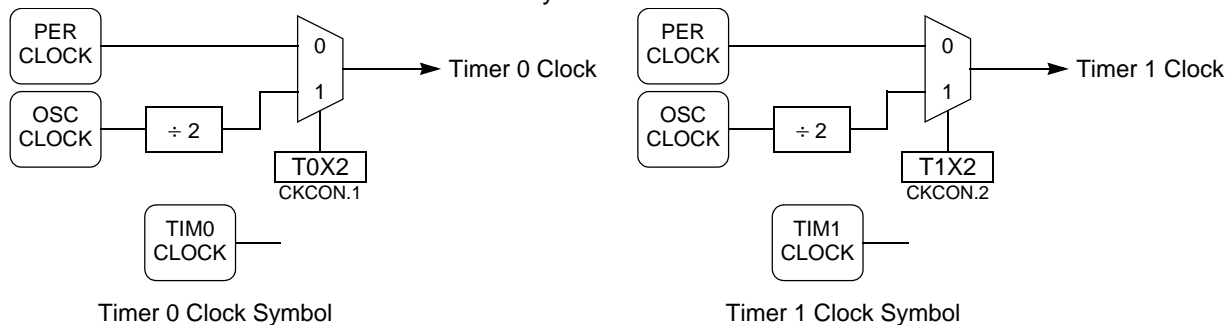 PER
CLOCK
0
1
Timer 0 Clock
OSC
CLOCK
÷ 2
T0X2
CKCON.1
TIM0
CLOCK
Timer 0 Clock Symbol
PER
CLOCK
0
1
Timer 1 Clock
OSC
CLOCK
÷ 2
T1X2
CKCON.2
TIM1
CLOCK
Timer 1 Clock Symbol